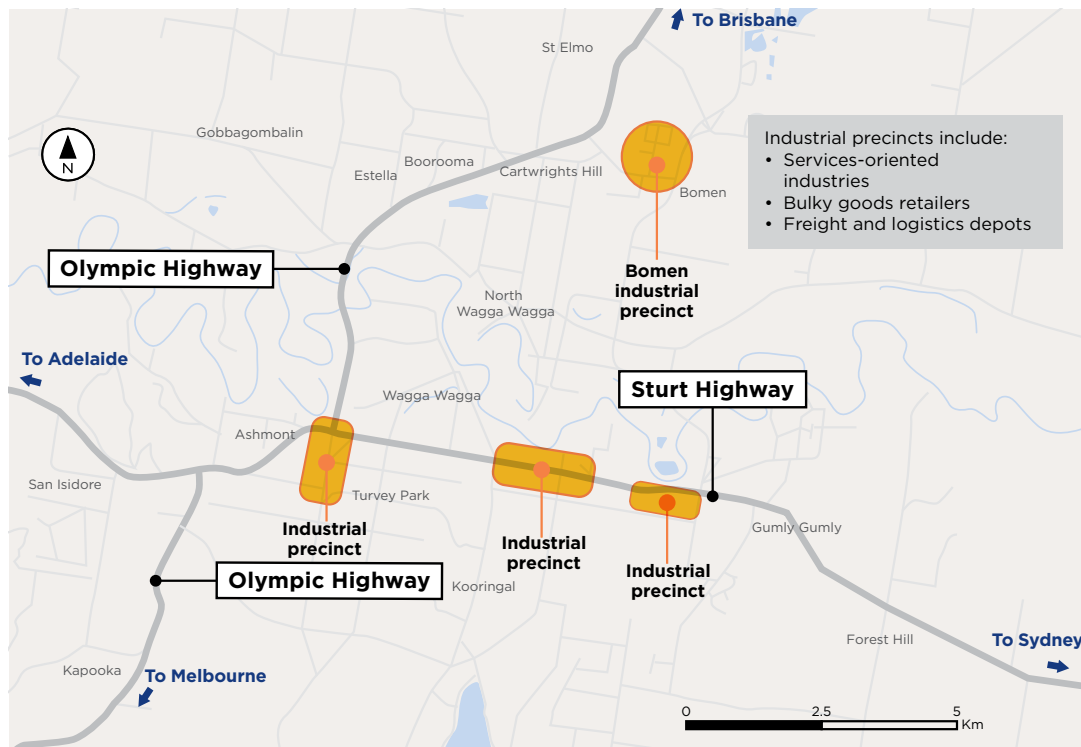 To Brisbane
St Elmo
Gobbagombalin
N
Boorooma
Estella
Cartwrights Hill
Bomen
Industrial precincts include:
• Services-oriented
industries
• Bulky goods retailers
• Freight and logistics depots
Olympic Highway
Bomen
industrial
precinct
North
Wagga Wagga
To Adelaide
Wagga Wagga
Sturt Highway
Ashmont
San Isidore
Turvey Park
Industrial
precinct
Industrial
precinct
Industrial
precinct
Gumly Gumly
Olympic Highway
Kooringal
Forest Hill
To Sydney
Kapooka
To Melbourne
0
2.5
5
Km